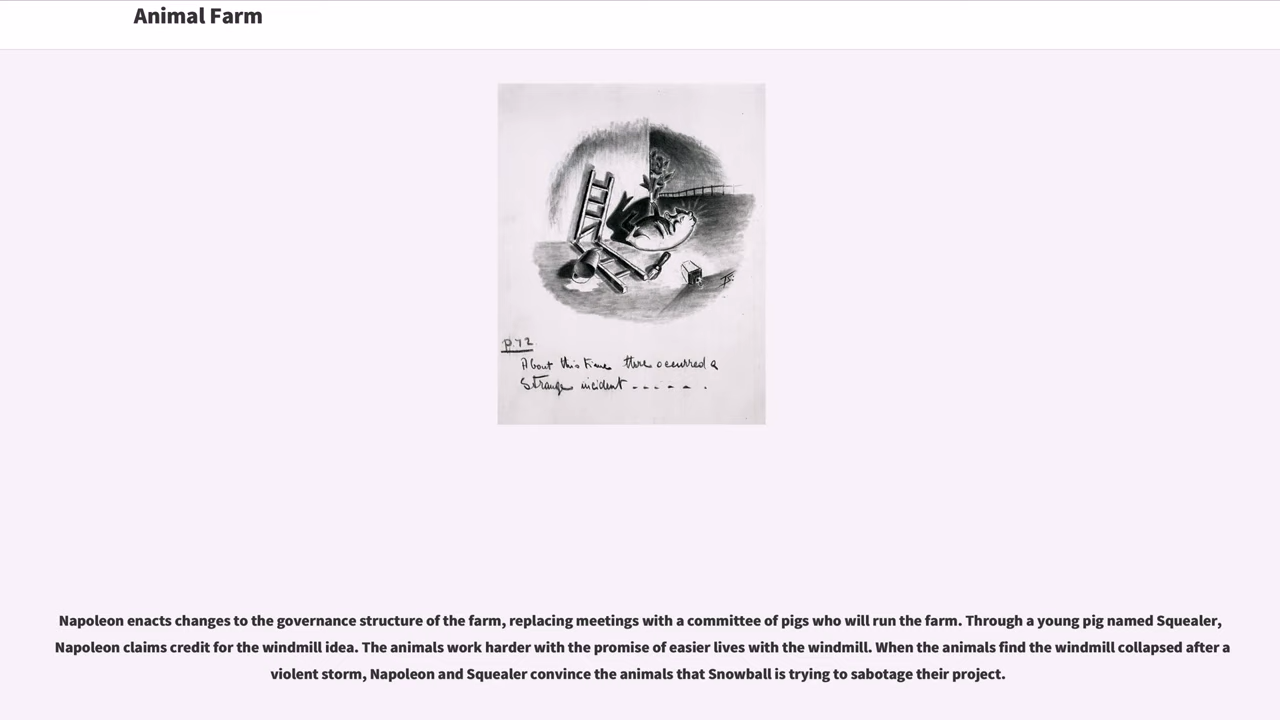 Animal Farm
p.72
About this time there occurred a
Strange incident - - - - - .
Napoleon enacts changes to the governance structure of the farm, replacing meetings with a committee of pigs who will run the farm. Through a young pig named Squealer,
Napoleon claims credit for the windmill idea. The animals work harder with the promise of easier lives with the windmill. When the animals find the windmill collapsed after a
violent storm, Napoleon and Squealer convince the animals that Snowball is trying to sabotage their project.